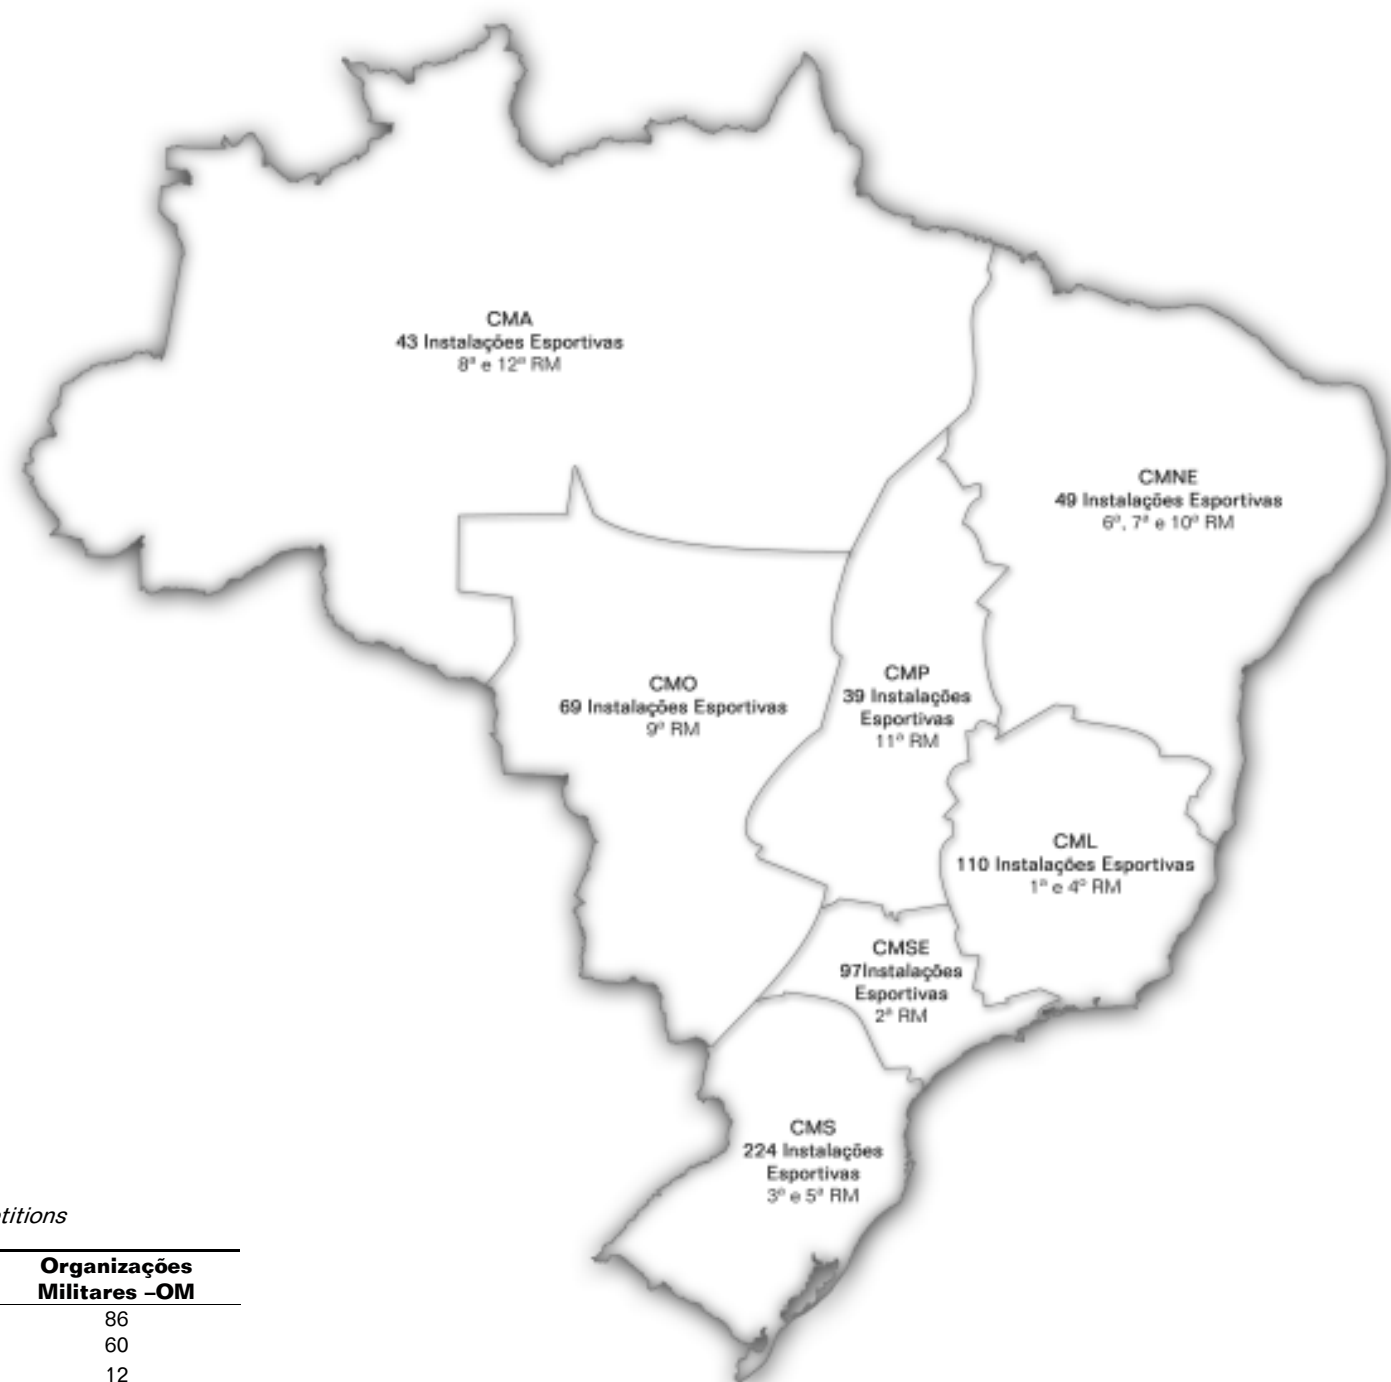 CMA
43 Instalações Esportivas
8ª e 12ª RM
CMNE
49 Instalações Esportivas
6ª, 7ª e 10ª RM
CMO
69 Instalações Esportivas
9ª RM
CMP
39 Instalações
Esportivas
11ª RM
CML
110 Instalações Esportivas
1ª e 4ª RM
CMSE
97Instalações
Esportivas
2ª RM
CMS
224 Instalações
Esportivas
3ª e 5ª RM
titions
Organizações
Militares –OM
86
60
12